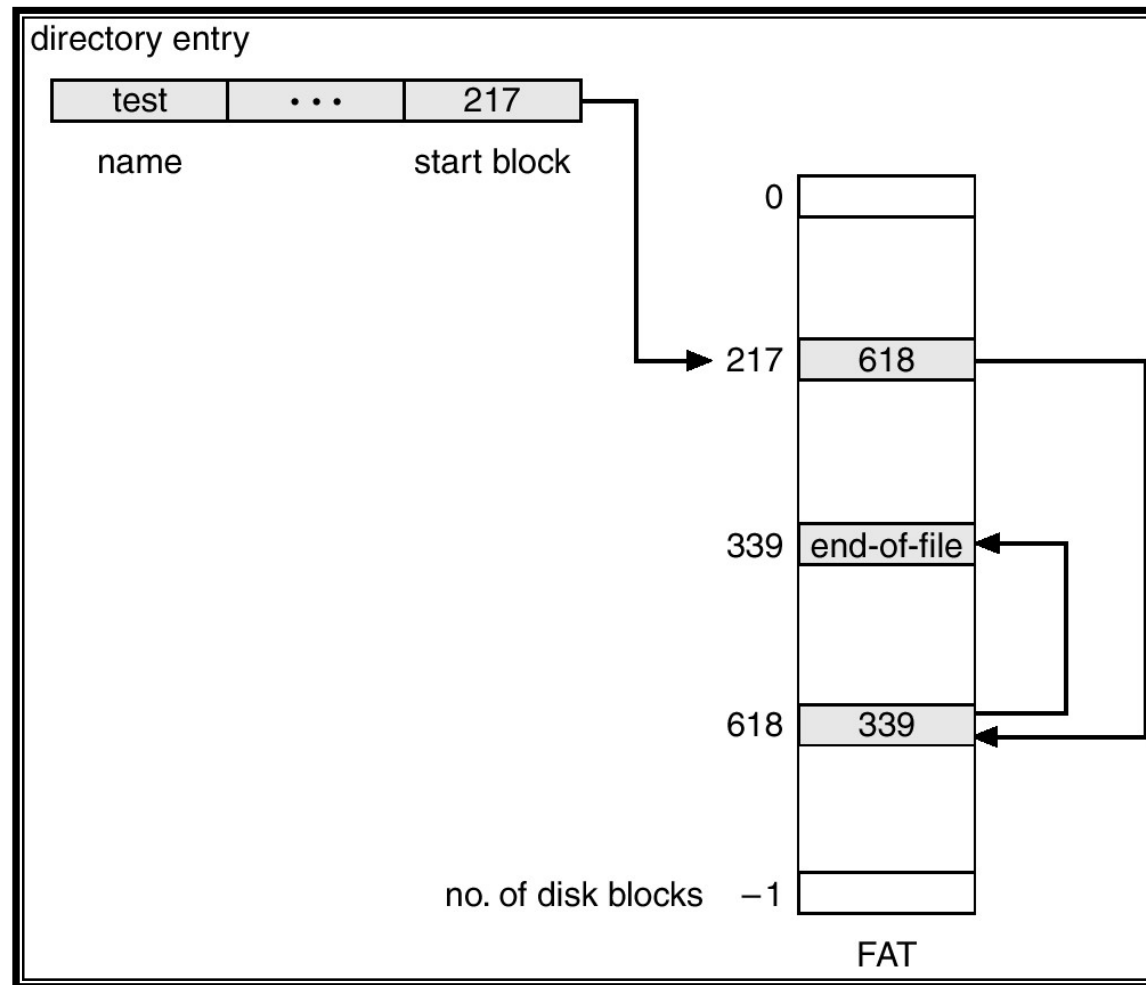 directory entry
test ••• 217
name start block
0
217 618
339 end-of-file
618 339
no. of disk blocks –1
FAT